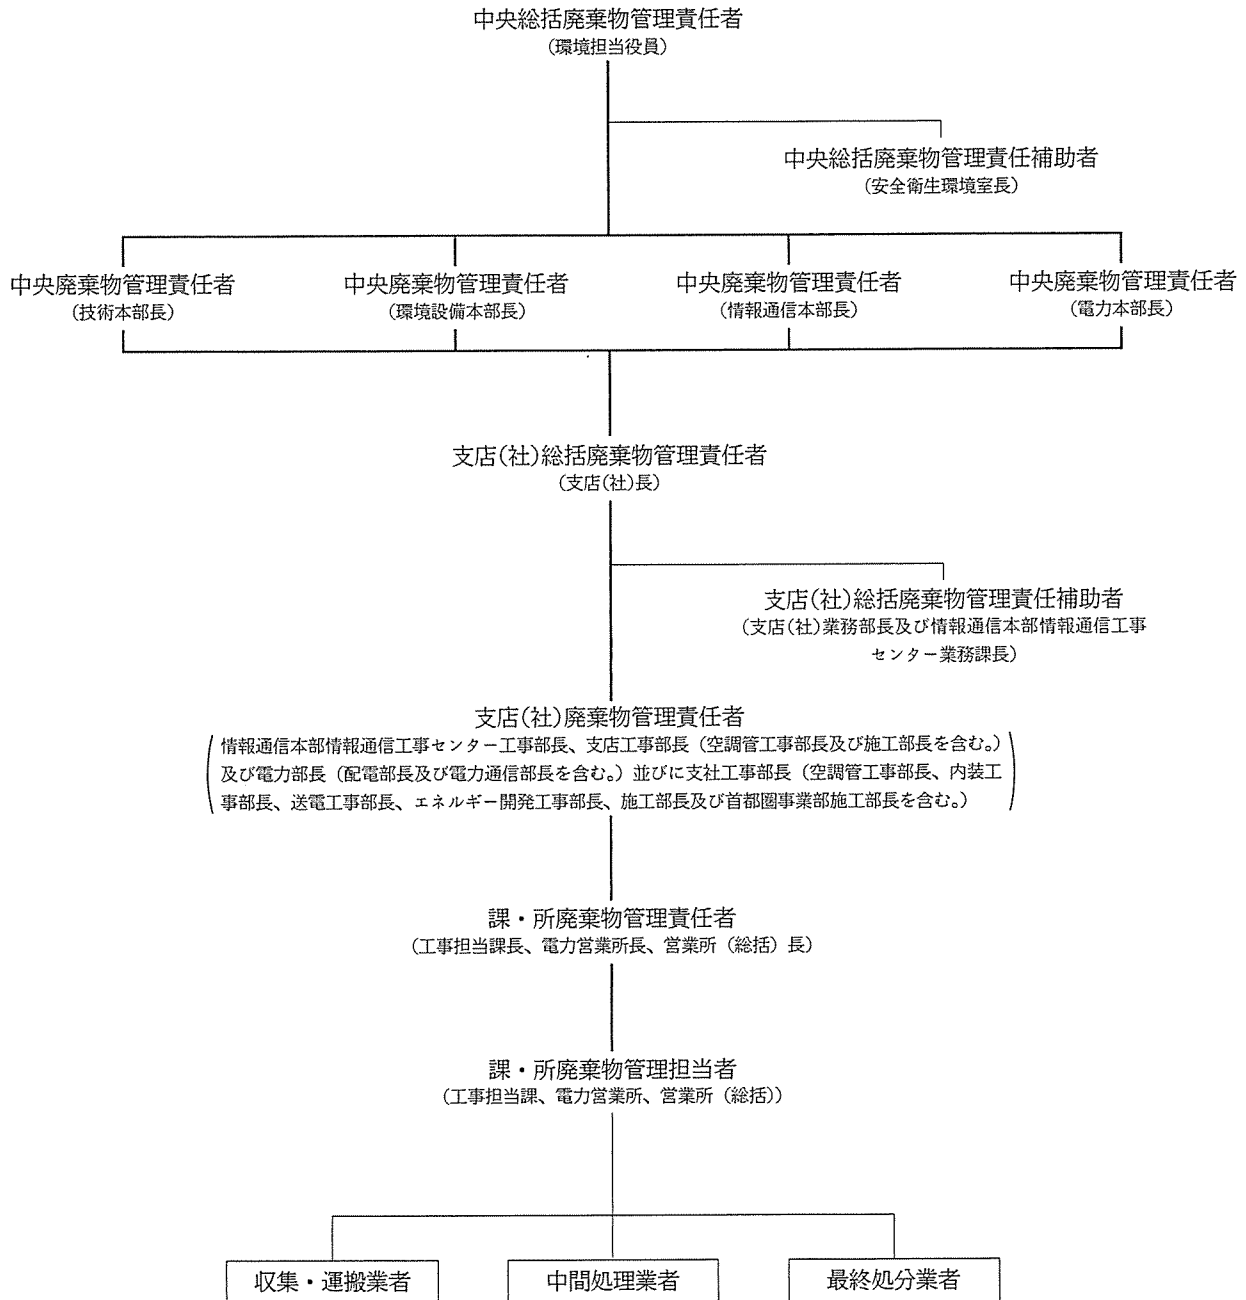 中央総括廃棄物管理責任者
(環境担当役員)
中央総括廃棄物管理責任補助者
(安全衛生環境室長)
中央廃棄物管理責任者
(技術本部長)
中央廃棄物管理責任者
(環境設備本部長)
中央廃棄物管理責任者
(情報通信本部長)
中央廃棄物管理責任者
(電力本部長)
支店(社)総括廃棄物管理責任者
(支店(社)長)
支店(社)総括廃棄物管理責任補助者
(支店(社)業務部長及び情報通信本部情報通信工事
センター業務課長)
支店(社)廃棄物管理責任者
(情報通信本部情報通信工事センター工事部長、支店工事部長(空調管工事部長及び施工部長を含む。)
及び電力部長(配電部長及び電力通信部長を含む。)並びに支社工事部長(空調管工事部長、内装工
事部長、送電工事部長、エネルギー開発工事部長、施工部長及び首都圏事業部施工部長を含む。))
課・所廃棄物管理責任者
(工事担当課長、電力営業所長、営業所(総括)長)
課・所廃棄物管理担当者
(工事担当課、電力営業所、営業所(総括))
収集・運搬業者
中間処理業者
最終処分業者